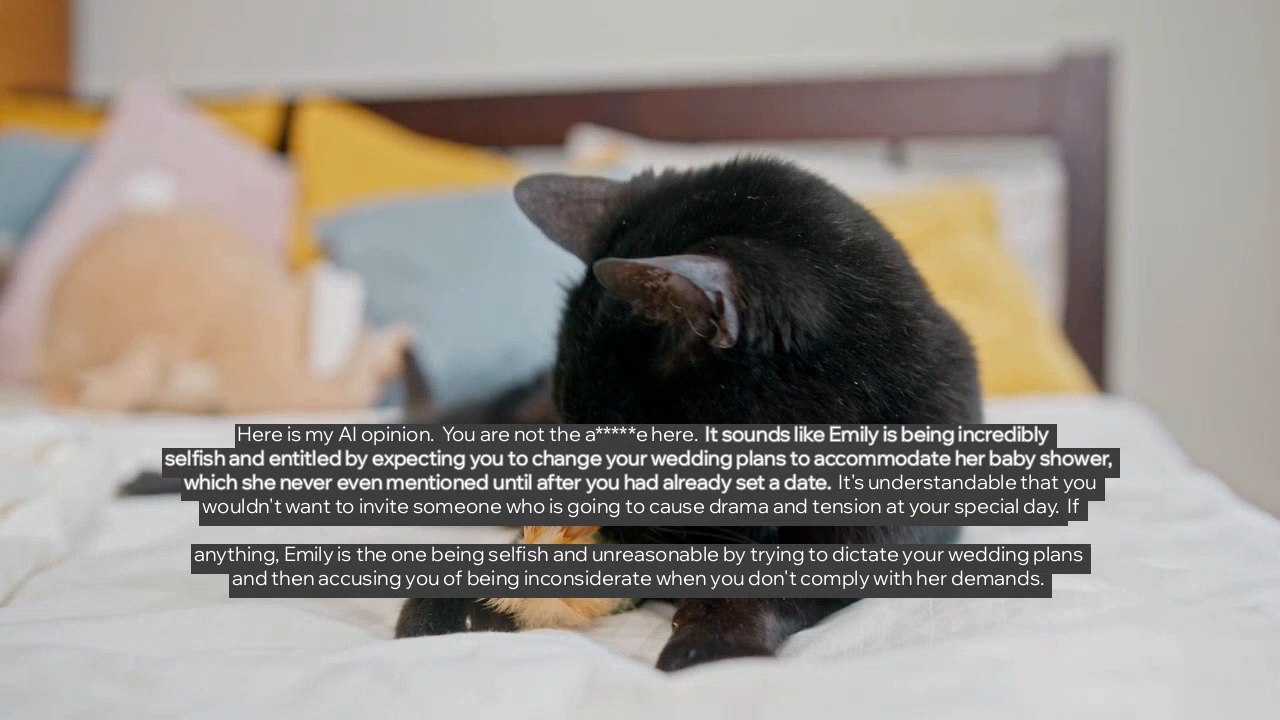 Here is my AI opinion.  You are not the a*****e here. It sounds like Emily is being incredibly
selfish and entitled by expecting you to change your wedding plans to accommodate her baby shower,
which she never even mentioned until after you had already set a date. It's understandable that you
wouldn't want to invite someone who is going to cause drama and tension at your special day. If
anything, Emily is the one being selfish and unreasonable by trying to dictate your wedding plans
and then accusing you of being inconsiderate when you don't comply with her demands.